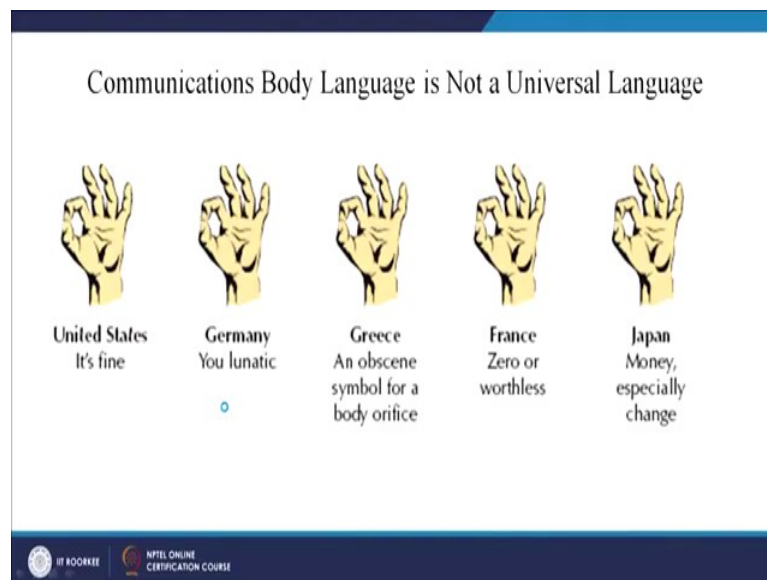 Communications Body Language is Not a Universal Language
United States
It's fine
Germany
You lunatic
Greece
An obscene
symbol for a
body orifice
France
Zero or
worthless
Japan
Money,
especially
change
IIT ROORKEE
NPTEL ONLINE
CERTIFICATION COURSE